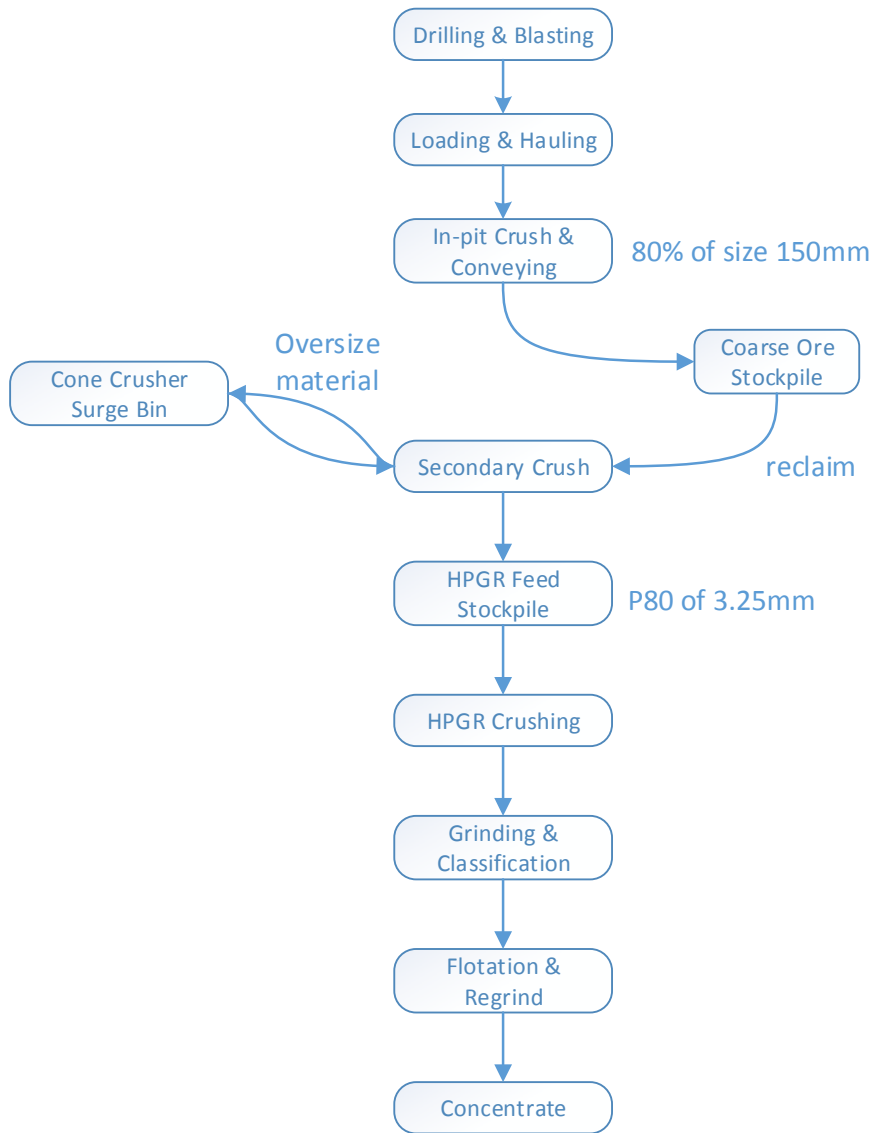 Drilling & Blasting
Loading & Hauling
In-pit Crush &
Conveying
80% of size 150mm
Coarse Ore
Stockpile
Oversize
material
Cone Crusher
Surge Bin
Secondary Crush
reclaim
HPGR Feed
Stockpile
P80 of 3.25mm
HPGR Crushing
Grinding &
Classification
Flotation &
Regrind
Concentrate